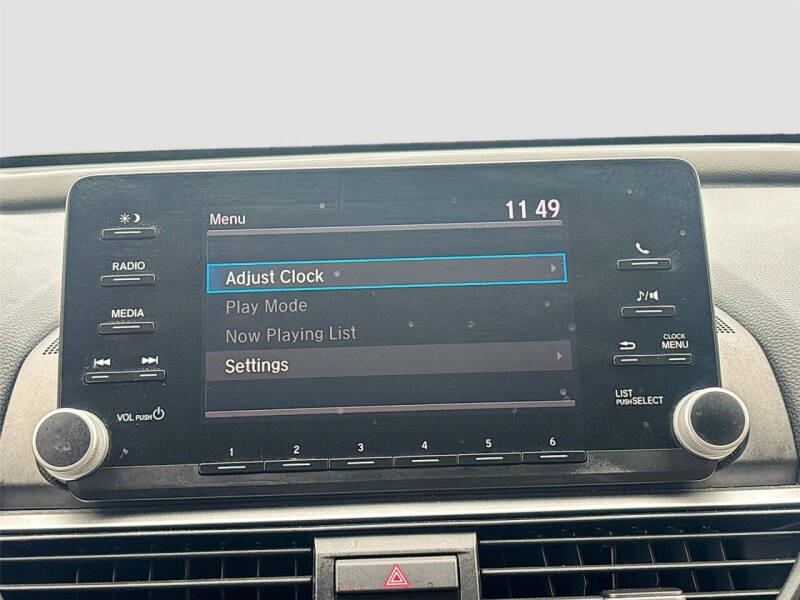 Menu
11 49
Adjust Clock
Play Mode
Now Playing List
Settings
RADIO
MEDIA
VOL PUSH
CLOCK
MENU
LIST
PUSH SELECT
1 2 3 4 5 6